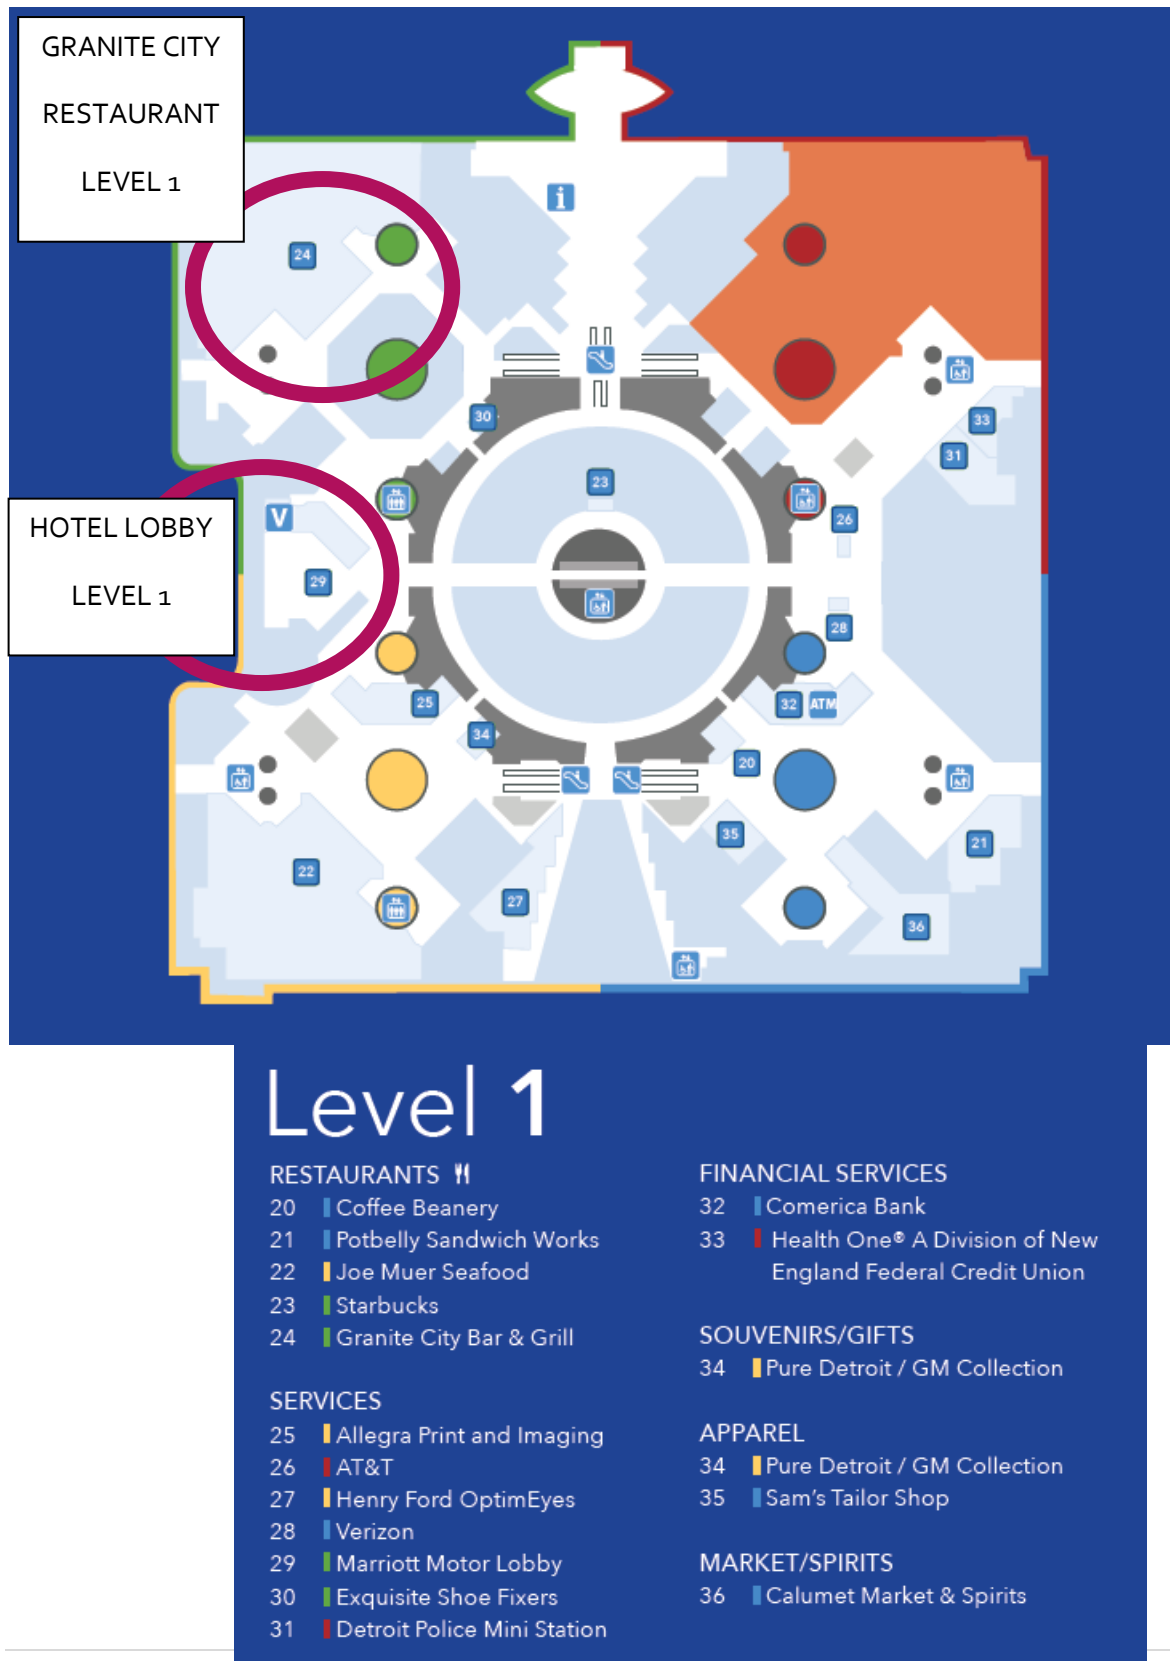 GRANITE CITY
RESTAURANT
LEVEL 1
24
i
30
33
31
23
V
HOTEL LOBBY
LEVEL 1
26
29
28
25
32 ATM
34
20
35
21
22
27
36
Level 1
RESTAURANTS
20 Coffee Beanery
21 Potbelly Sandwich Works
22 Joe Muer Seafood
23 Starbucks
24 Granite City Bar & Grill
SERVICES
25 Allegra Print and Imaging
26 AT&T
27 Henry Ford OptimEyes
28 Verizon
29 Marriott Motor Lobby
30 Exquisite Shoe Fixers
31 Detroit Police Mini Station
FINANCIAL SERVICES
32 Comerica Bank
33 Health One® A Division of New
England Federal Credit Union
SOUVENIRS/GIFTS
34 Pure Detroit / GM Collection
APPAREL
34 Pure Detroit / GM Collection
35 Sam's Tailor Shop
MARKET/SPIRITS
36 Calumet Market & Spirits